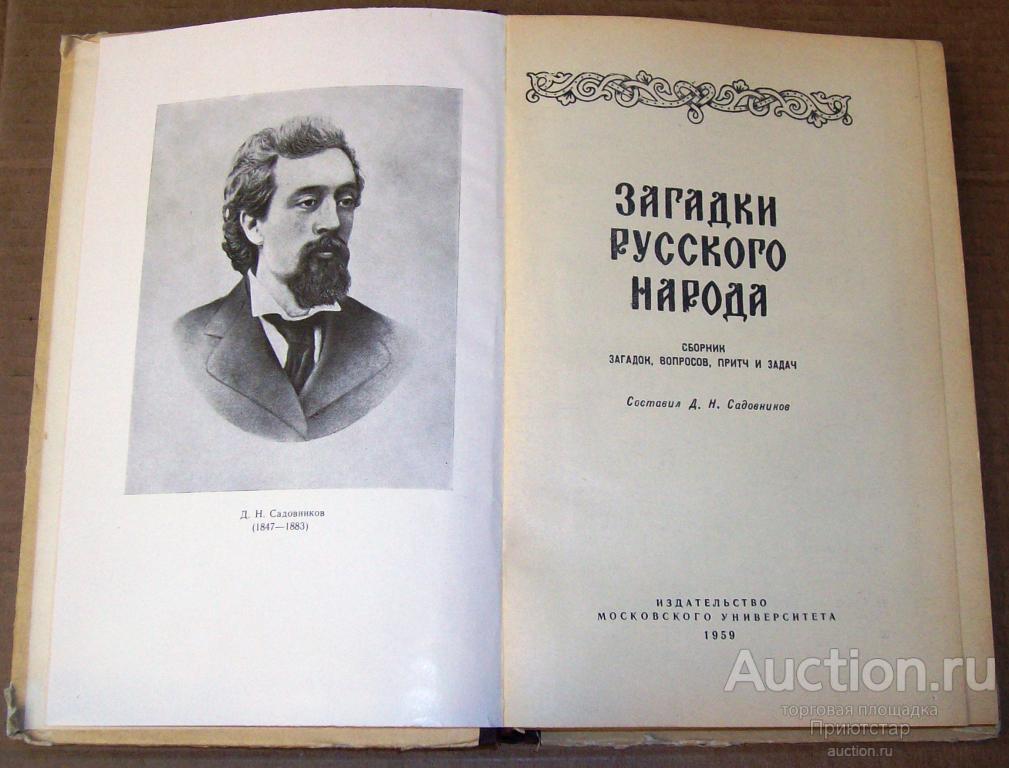 Д. Н. Садовников
(1847—1883)
ЗАГАДКИ
РУССКОГО
НАРОДА
СБОРНИК
ЗАГАДОК, ВОПРОСОВ, ПРИТЧ И ЗАДАЧ
Составил Д. Н. Садовников
ИЗДАТЕЛЬСТВО
МОСКОВСКОГО УНИВЕРСИТЕТА
1959
Auction.ru
торговая площадка
Приютстар
auction.ru